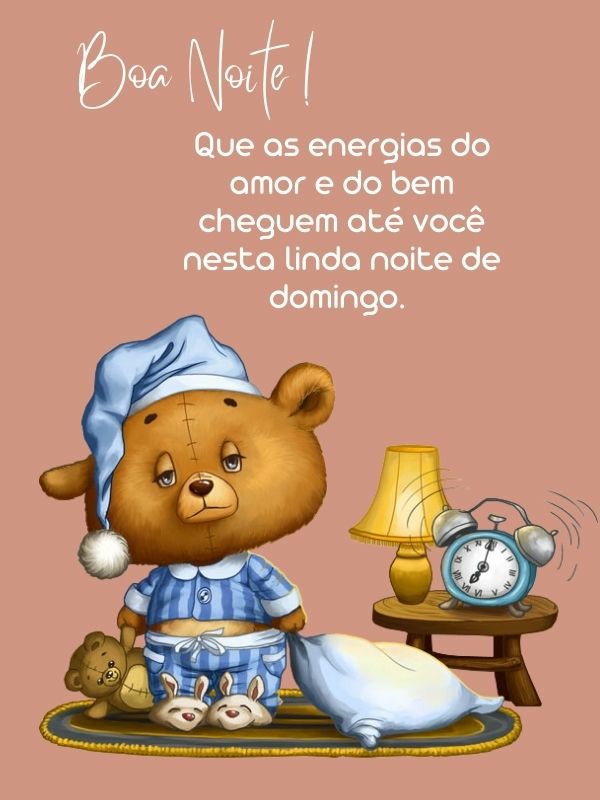 Boa Noite!
Que as energias do
amor e do bem
cheguem até você
nesta linda noite de
domingo.